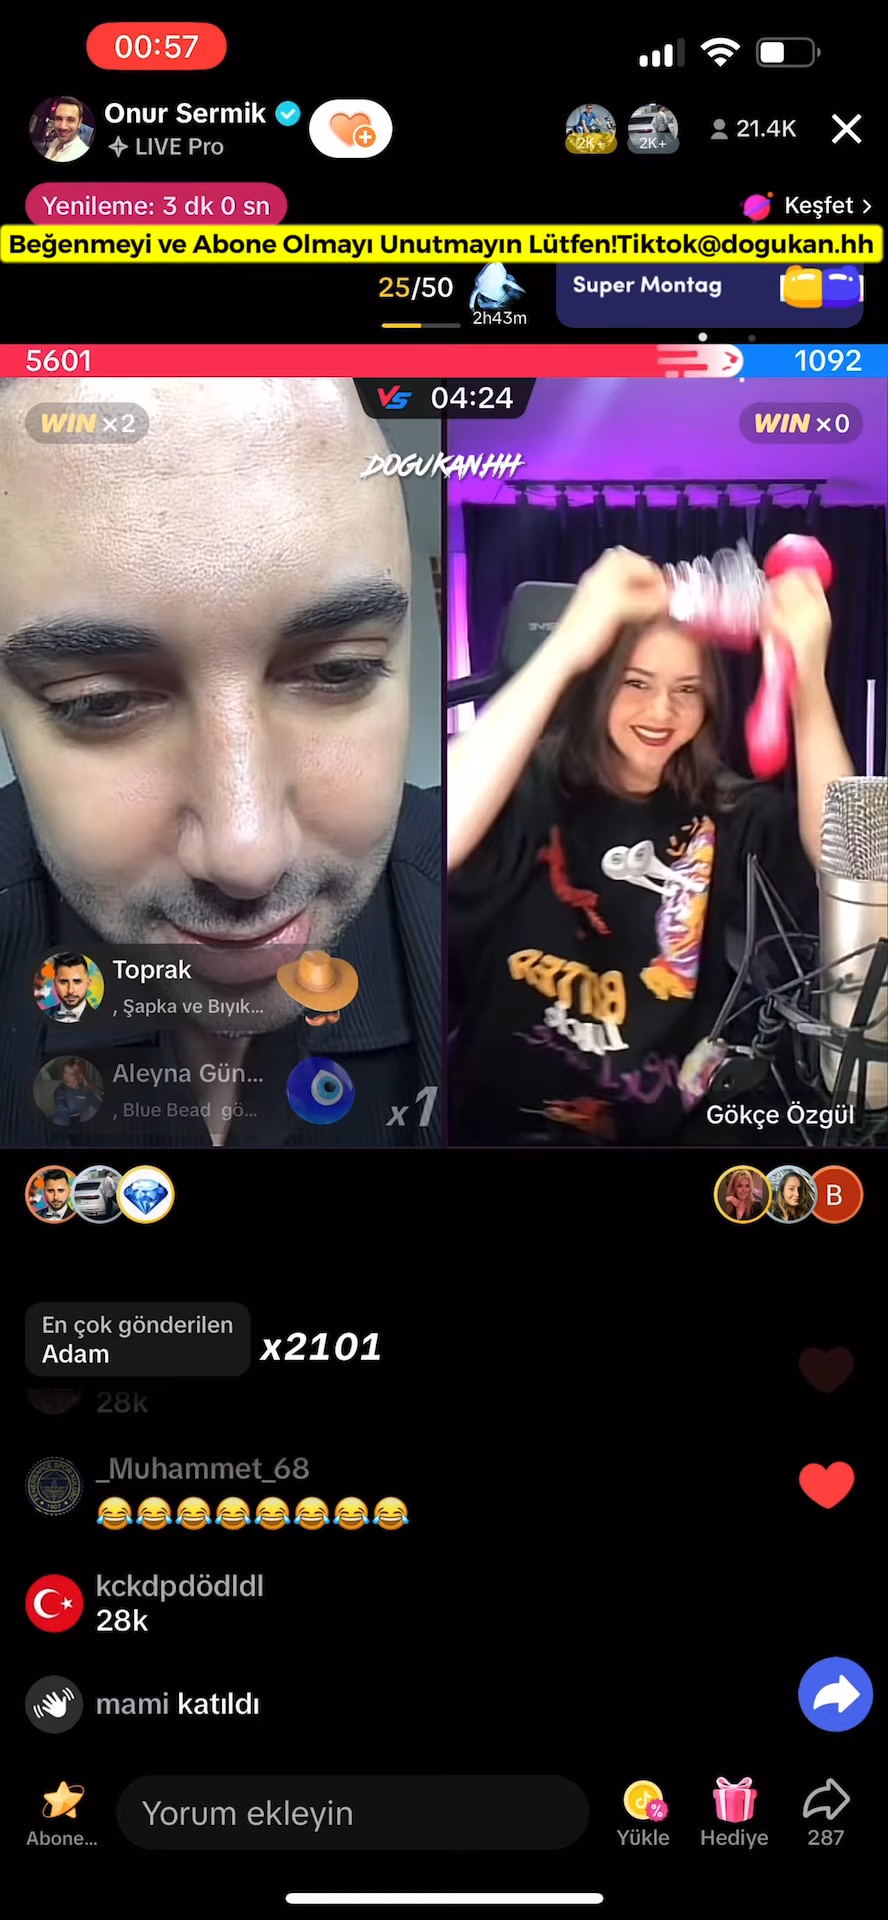 00:57
Onur Sermik
LIVE Pro
2K+
2K+
21.4K
Yenileme: 3 dk 0 sn
Keşfet >
Beğenmeyi ve Abone Olmayı Unutmayın Lütfen!Tiktok@dogukan.hh
25/50
2h43m
Super Montag
5601
1092
VS 04:24
WIN x2
WIN x0
DOGUKAN.HH
Toprak
, Şapka ve Bıyık...
Aleyna Gün...
, Blue Bead gö...
x1
Gökçe Özgül
B
En çok gönderilen
Adam
x2101
28k
_Muhammet_68
😂😂😂😂😂😂😂😂
kckdpdödldl
28k
mami katıldı
Yorum ekleyin
Abone...
Yükle
Hediye
287